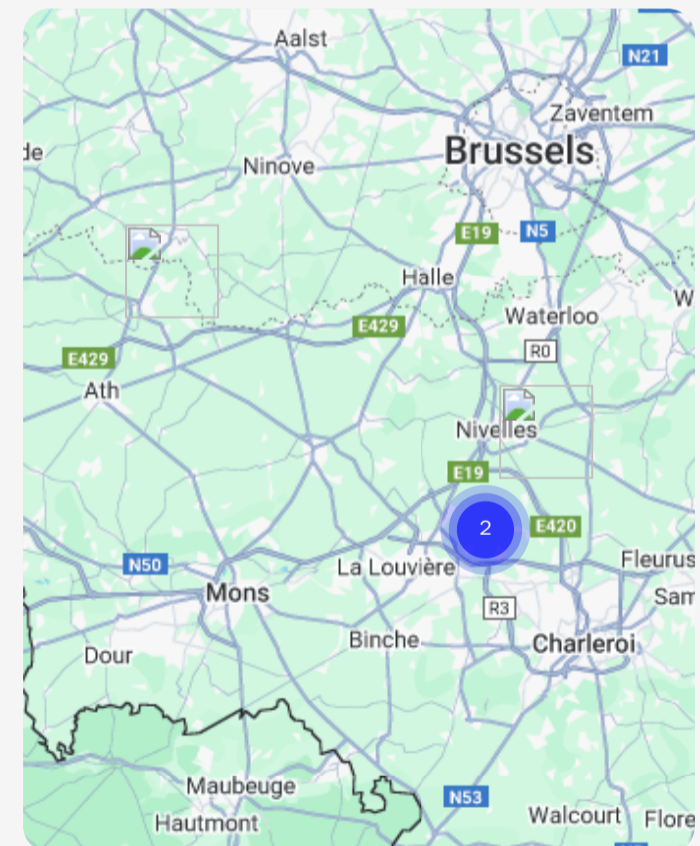 Aalst
N21
Zaventem
Brussels
de
Ninove
E19
N5
Halle
W
Waterloo
E429
R0
E429
Ath
Nivelles
E19
2
E420
N50
La Louvière
Fleurus
Mons
Sam
R3
Binche
Charleroi
Dour
Maubeuge
N53
Walcourt
Flore
Hautmont